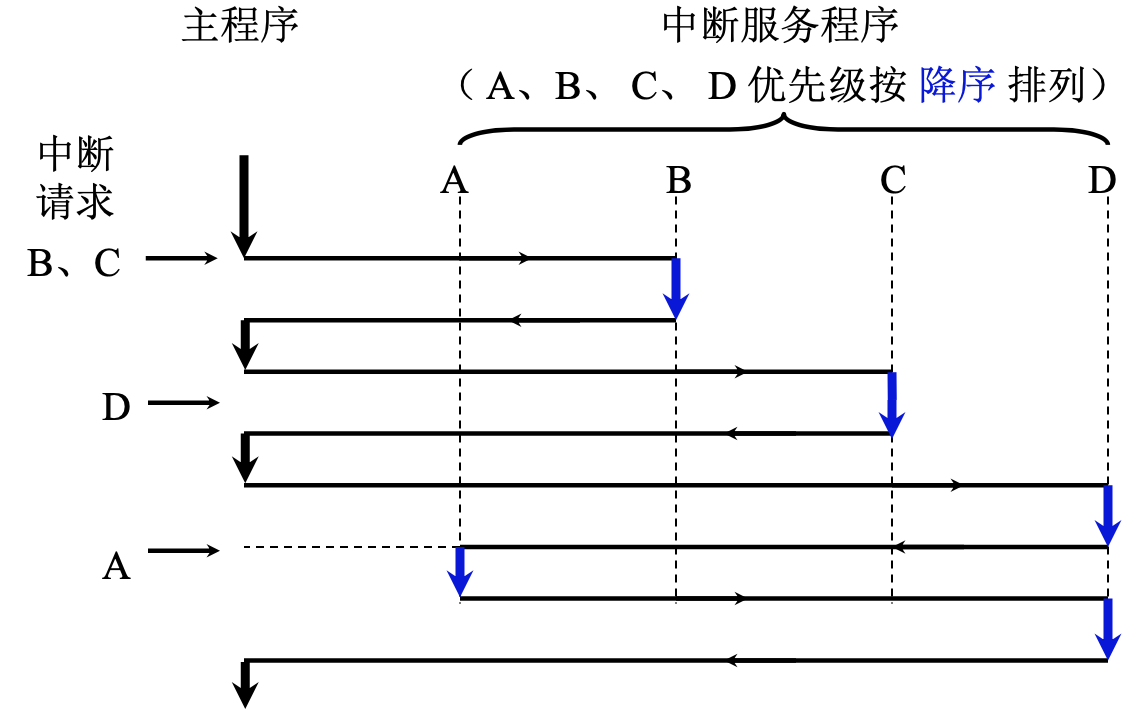 主程序
中断服务程序
（ A、B、 C、 D 优先级按 降序 排列）
中断
请求
A B C D
B、C
D
A